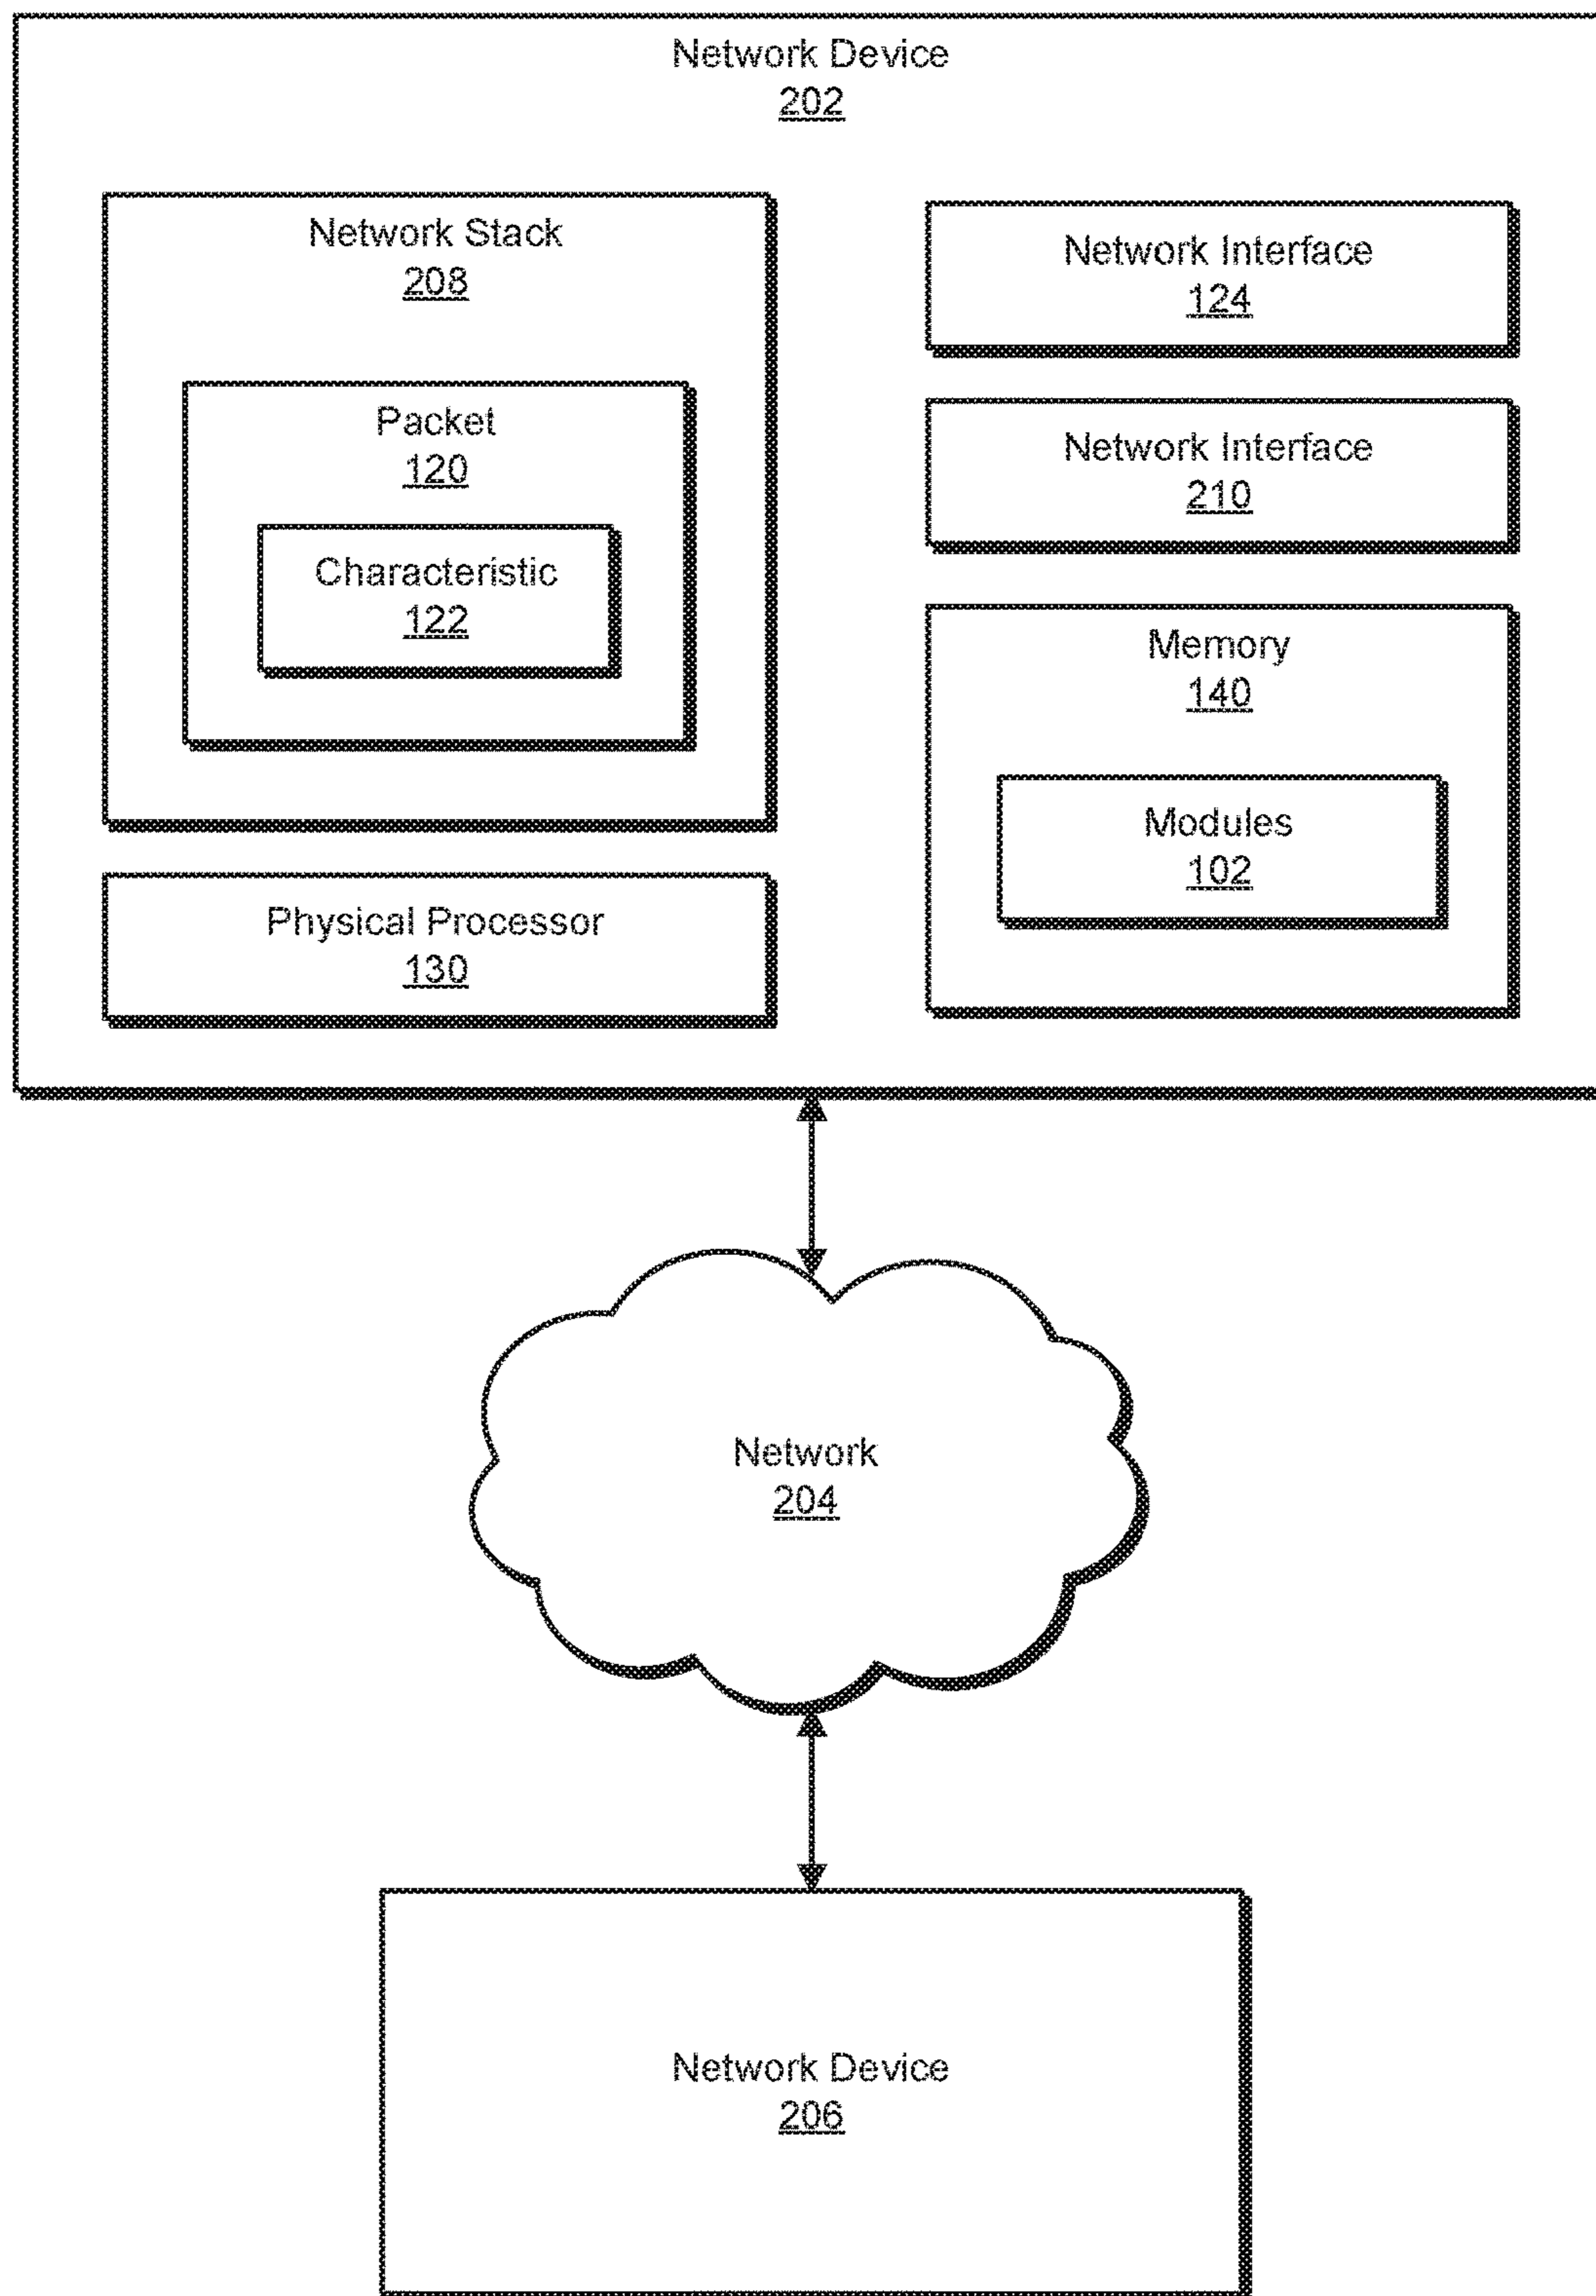 Network Device
202
Network Stack
208
Packet
120
Characteristic
122
Physical Processor
130
Network Interface
124
Network Interface
210
Memory
140
Modules
102
Network
204
Network Device
206